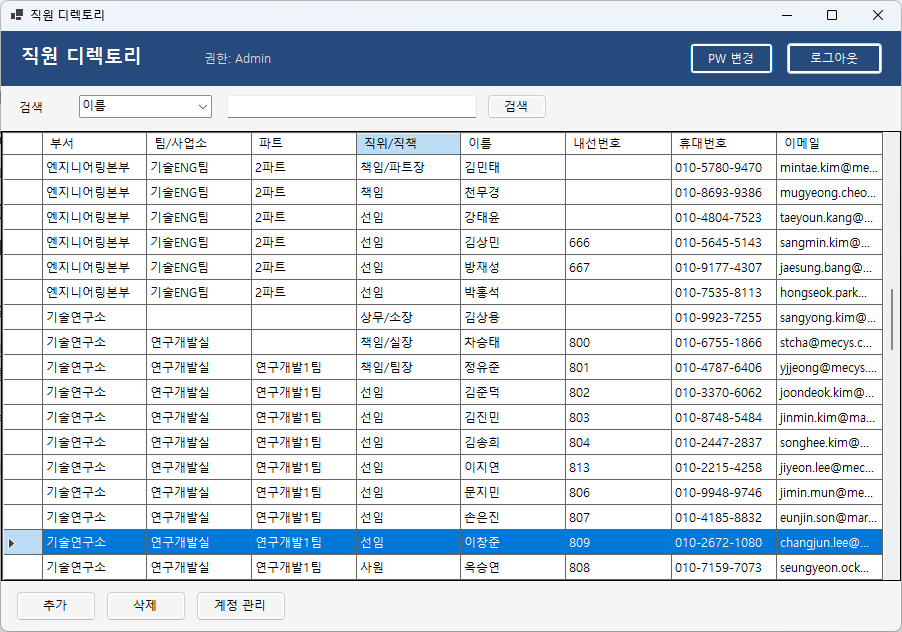 직원 디렉토리
직원 디렉토리 권한: Admin PW 변경 로그아웃
검색 이름 검색
부서 팀/사업소 파트 직위/직책 이름 내선번호 휴대번호 이메일
엔지니어링본부 기술ENG팀 2파트 책임/파트장 김민태 010-5780-9470 mintae.kim@me...
엔지니어링본부 기술ENG팀 2파트 책임 천무경 010-8693-9386 mugyeong.cheo...
엔지니어링본부 기술ENG팀 2파트 선임 강태윤 010-4804-7523 taeyoun.kang@...
엔지니어링본부 기술ENG팀 2파트 선임 김상민 666 010-5645-5143 sangmin.kim@...
엔지니어링본부 기술ENG팀 2파트 선임 방재성 667 010-9177-4307 jaesung.bang@...
엔지니어링본부 기술ENG팀 2파트 선임 박홍석 010-7535-8113 hongseok.park...
기술연구소 상무/소장 김상용 010-9923-7255 sangyong.kim@...
기술연구소 연구개발실 책임/실장 차승태 800 010-6755-1866 stcha@mecys.c...
기술연구소 연구개발실 연구개발1팀 책임/팀장 정유준 801 010-4787-6406 yjjeong@mecys....
기술연구소 연구개발실 연구개발1팀 선임 김준덕 802 010-3370-6062 joondeok.kim@...
기술연구소 연구개발실 연구개발1팀 선임 김진민 803 010-8748-5484 jinmin.kim@ma...
기술연구소 연구개발실 연구개발1팀 선임 김송희 804 010-2447-2837 songhee.kim@...
기술연구소 연구개발실 연구개발1팀 선임 이지연 813 010-2215-4258 jiyeon.lee@mec...
기술연구소 연구개발실 연구개발1팀 선임 문지민 806 010-9948-9746 jimin.mun@me...
기술연구소 연구개발실 연구개발1팀 선임 손은진 807 010-4185-8832 eunjin.son@mar...
기술연구소 연구개발실 연구개발1팀 선임 이창준 809 010-2672-1080 changjun.lee@...
기술연구소 연구개발실 연구개발1팀 사원 옥승연 808 010-7159-7073 seungyeon.ock...
추가 삭제 계정 관리